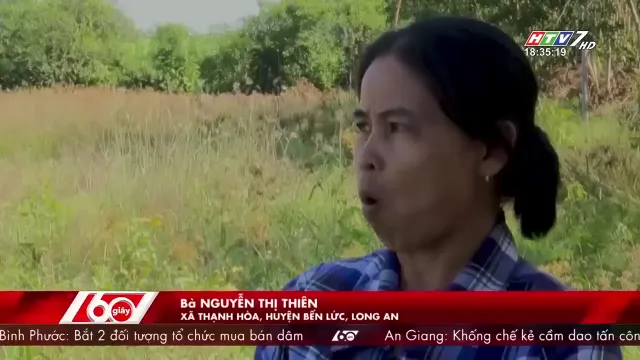 HTV7 HD
18:35:19
60 giây
Bà NGUYỄN THỊ THIÊN
XÃ THẠNH HÒA, HUYỆN BẾN LỨC, LONG AN
Bình Phước: Bắt 2 đối tượng tổ chức mua bán dâm 60 An Giang: Khống chế kẻ cầm dao tấn cô